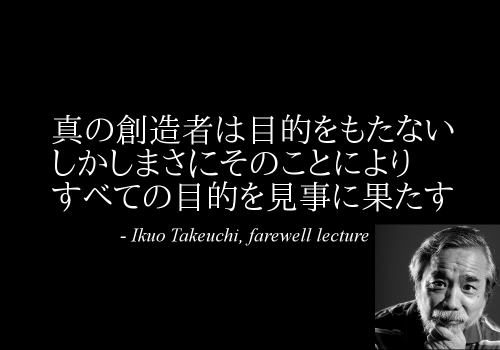 真の創造者は目的をもたない
しかしまさにそのことにより
すべての目的を見事に果たす
- Ikuo Takeuchi, farewell lecture